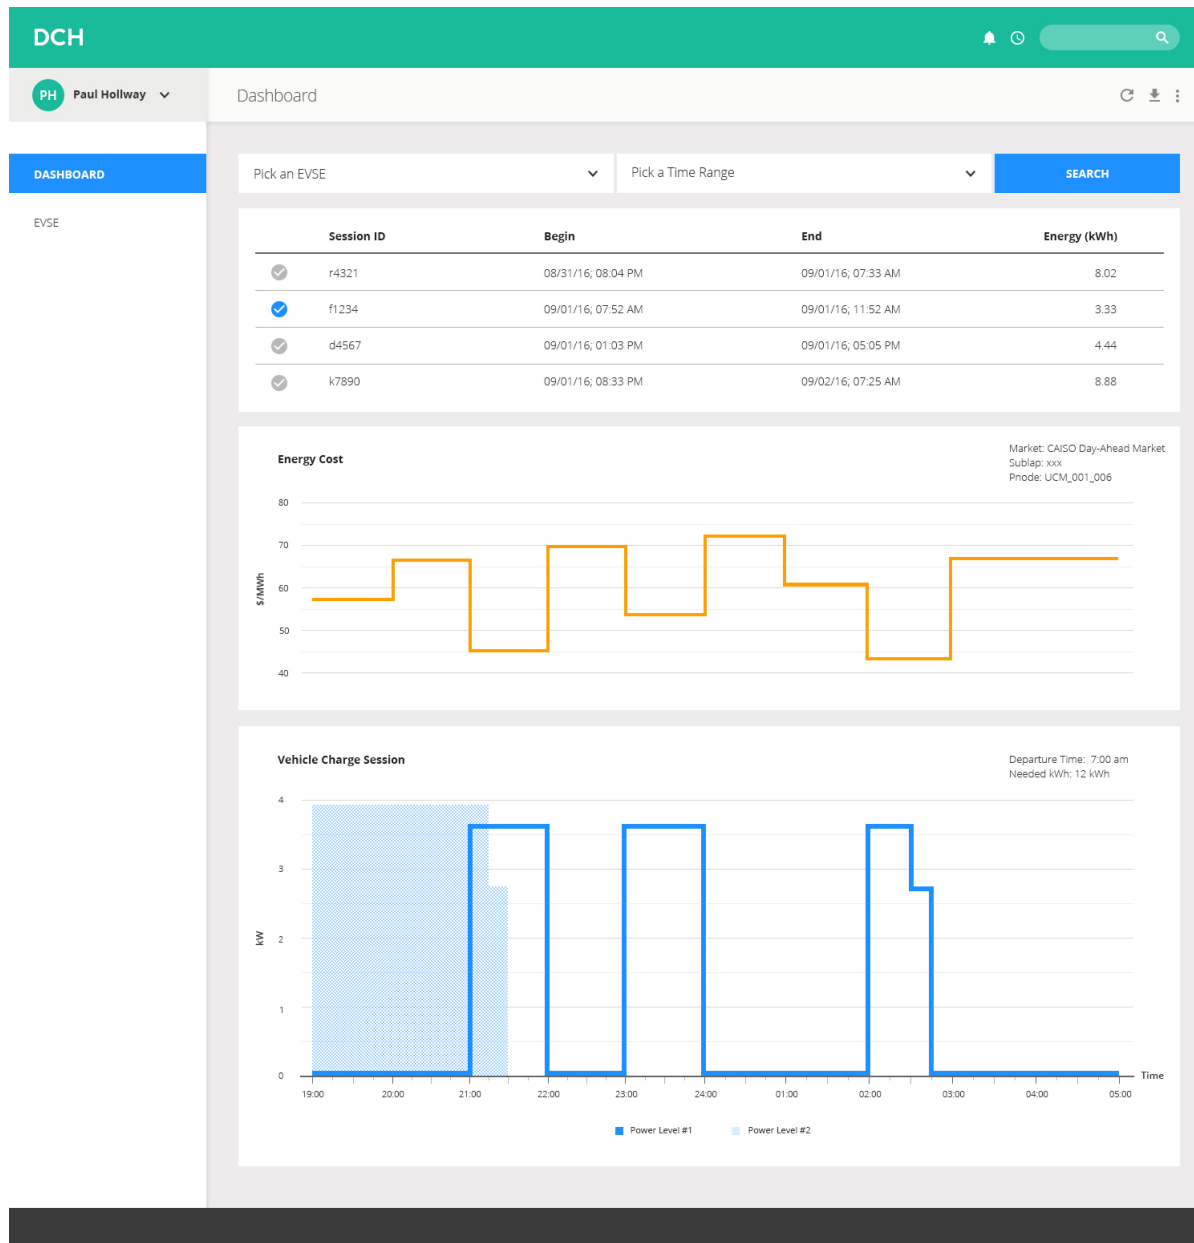 DCH
PH Paul Hollway
Dashboard
DASHBOARD
EVSE
Pick an EVSE
Pick a Time Range
SEARCH
Session ID Begin End Energy (kWh)
r4321 08/31/16; 08:04 PM 09/01/16; 07:33 AM 8.02
f1234 09/01/16; 07:52 AM 09/01/16; 11:52 AM 3.33
d4567 09/01/16; 01:03 PM 09/01/16; 05:05 PM 4.44
k7890 09/01/16; 08:33 PM 09/02/16; 07:25 AM 8.88
Energy Cost
Market: CAISO Day-Ahead Market
Sublap: xxx
Pnode: UCM_001_006
80
70
60
50
40
$/MWh
Vehicle Charge Session
Departure Time: 7:00 am
Needed kWh: 12 kWh
4
3
2
1
0
kW
Time
19:00 20:00 21:00 22:00 23:00 24:00 01:00 02:00 03:00 04:00 05:00
Power Level #1 Power Level #2